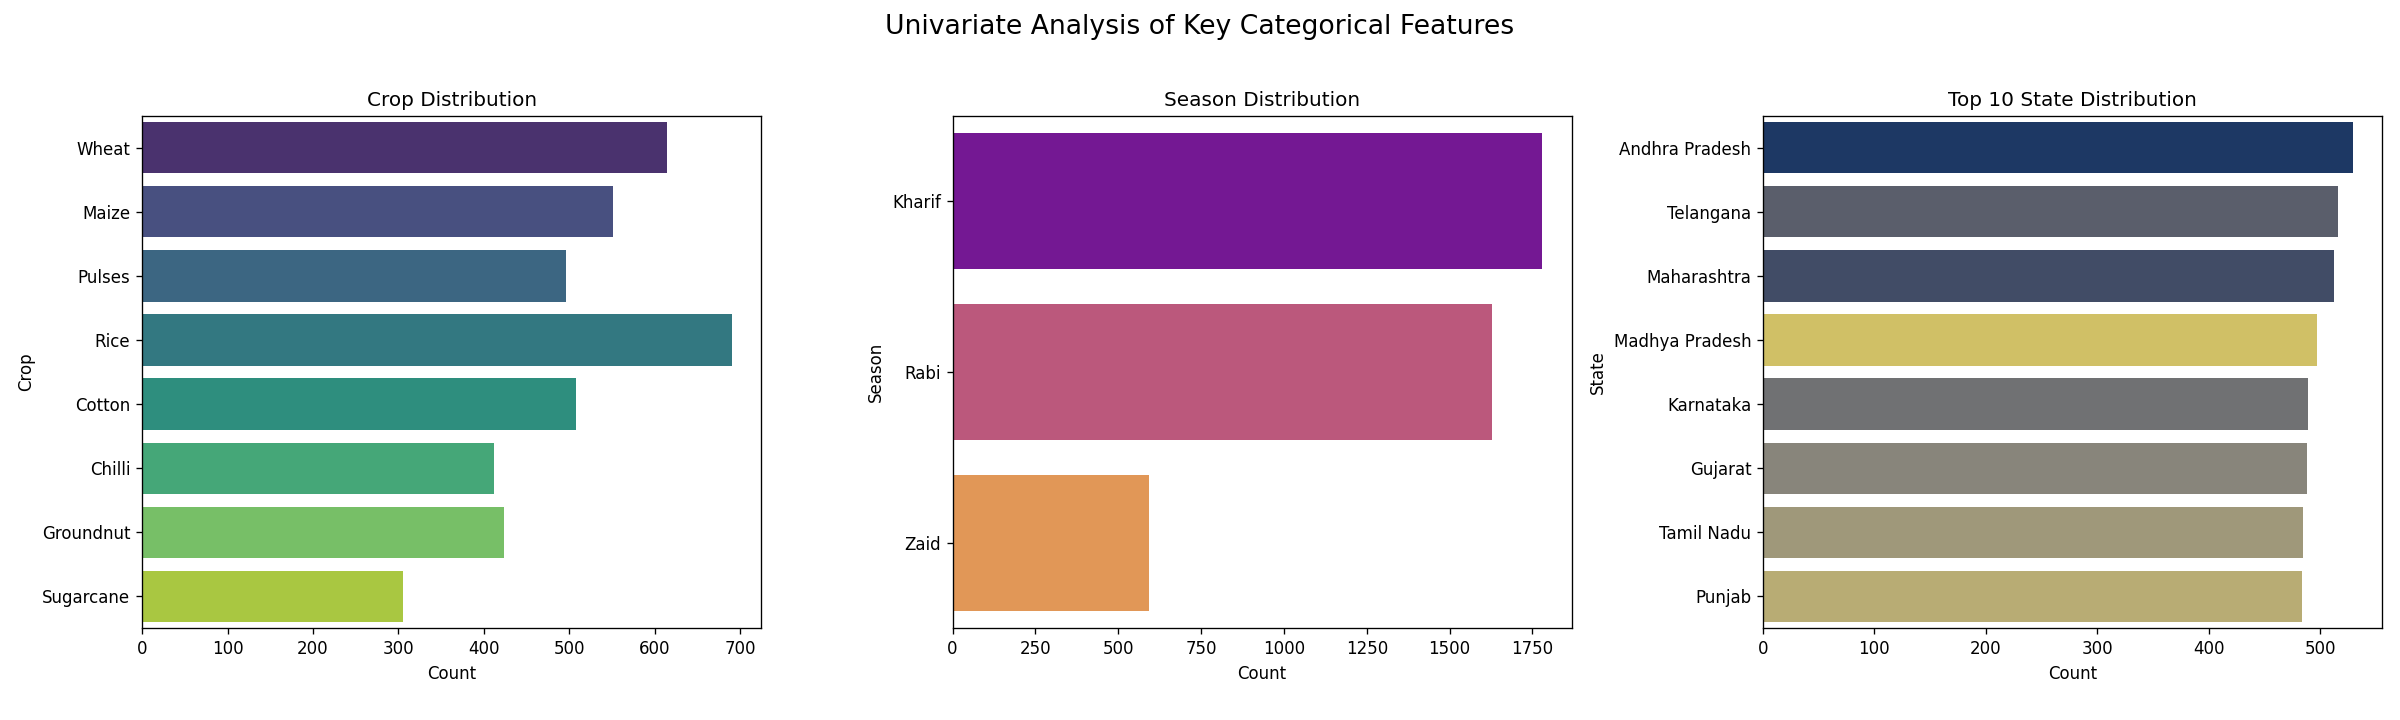 Univariate Analysis of Key Categorical Features
Crop Distribution
Crop
Wheat
Maize
Pulses
Rice
Cotton
Chilli
Groundnut
Sugarcane
0 100 200 300 400 500 600 700
Count
Season Distribution
Season
Kharif
Rabi
Zaid
0 250 500 750 1000 1250 1500 1750
Count
Top 10 State Distribution
State
Andhra Pradesh
Telangana
Maharashtra
Madhya Pradesh
Karnataka
Gujarat
Tamil Nadu
Punjab
0 100 200 300 400 500
Count